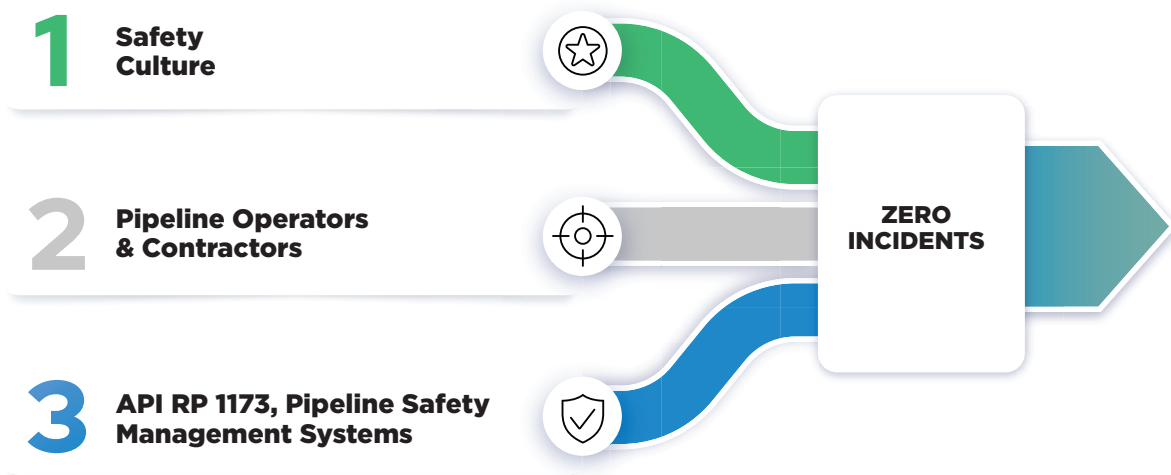 1
Safety
Culture
2
Pipeline Operators
& Contractors
3
API RP 1173, Pipeline Safety
Management Systems
ZERO
INCIDENTS